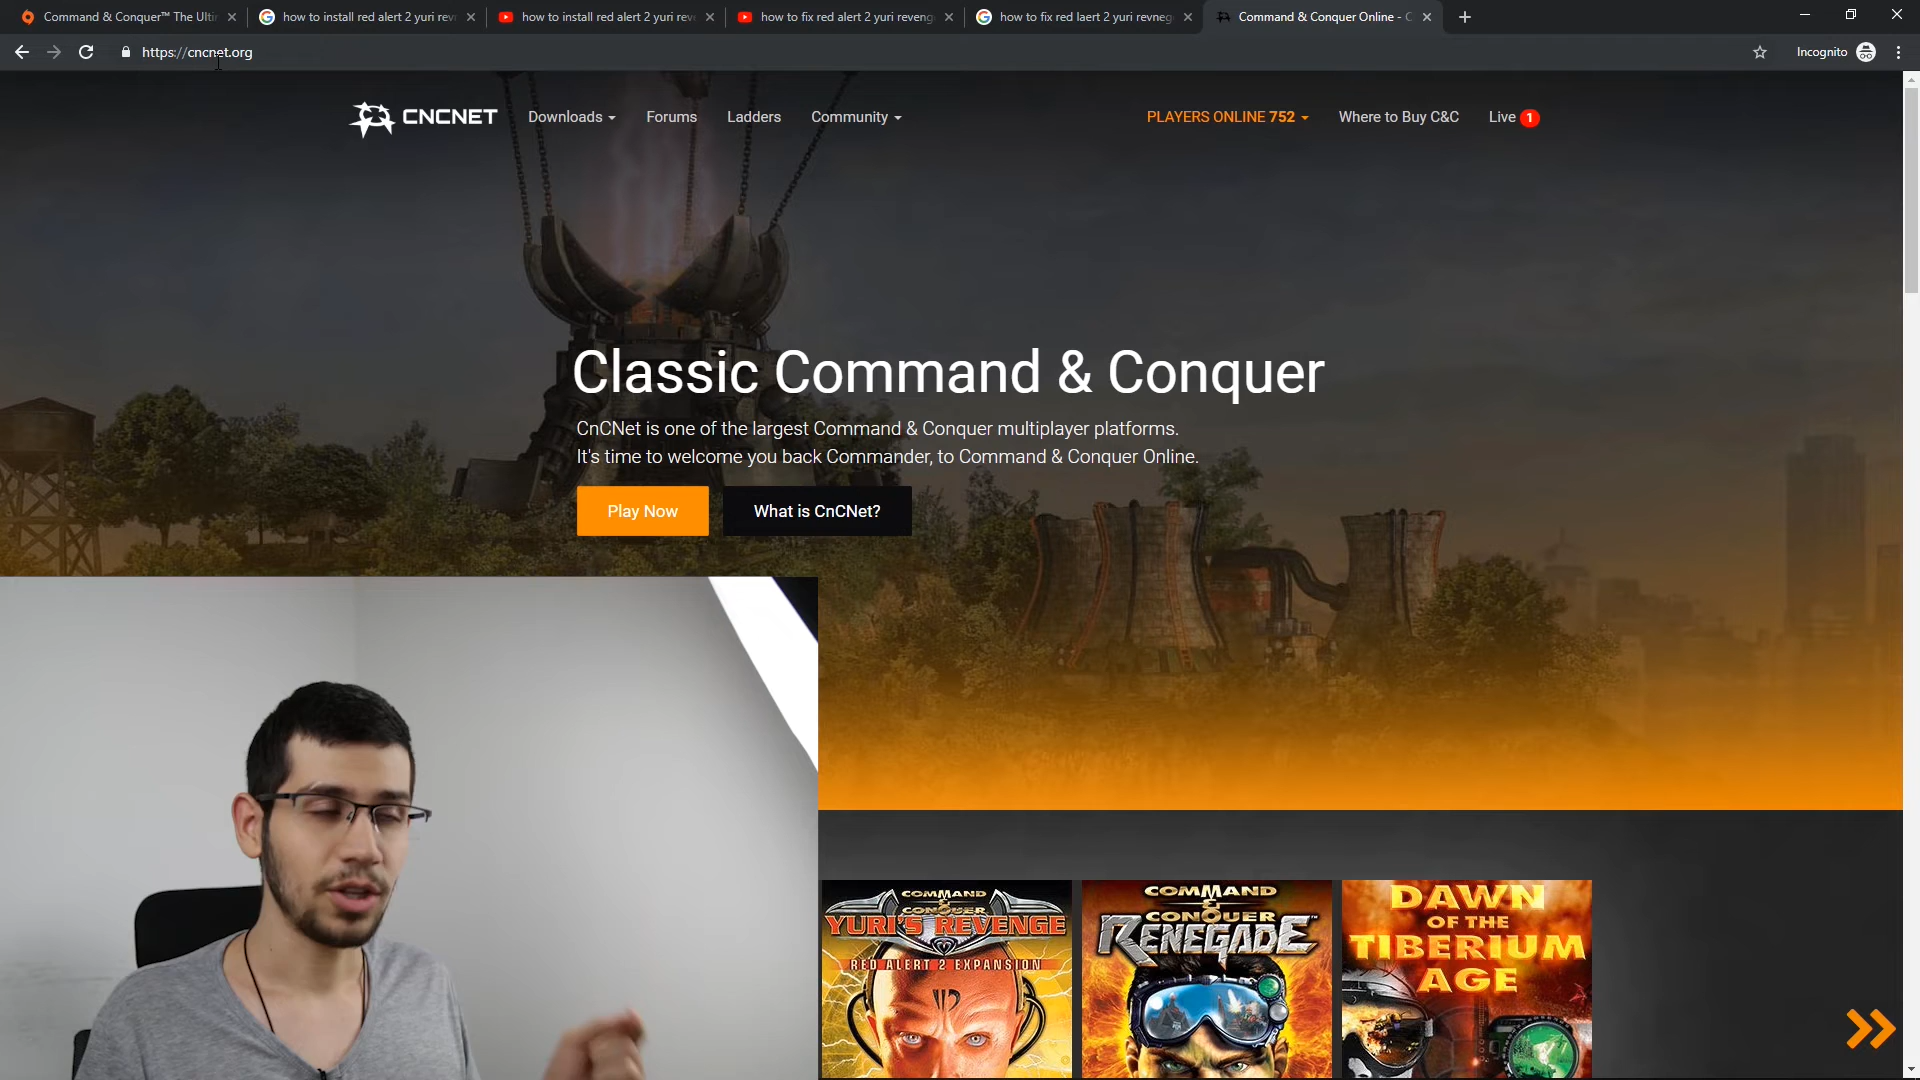 Command & Conquer™ The Ulti
how to install red alert 2 yuri rev
how to install red alert 2 yuri rev
how to fix red alert 2 yuri reveng
how to fix red laert 2 yuri revneg
Command & Conquer Online - C
https://cncnet.org
Incognito
CNCNET
Downloads
Forums
Ladders
Community
PLAYERS ONLINE 752
Where to Buy C&C
Live 1
Classic Command & Conquer
CnCNet is one of the largest Command & Conquer multiplayer platforms.
It's time to welcome you back Commander, to Command & Conquer Online.
Play Now
What is CnCNet?
COMMAND
&
CONQUER
YURI'S REVENGE
RED ALERT 2 EXPANSION
COMMAND
&
CONQUER
RENEGADE™
DAWN
OF THE
TIBERIUM
AGE